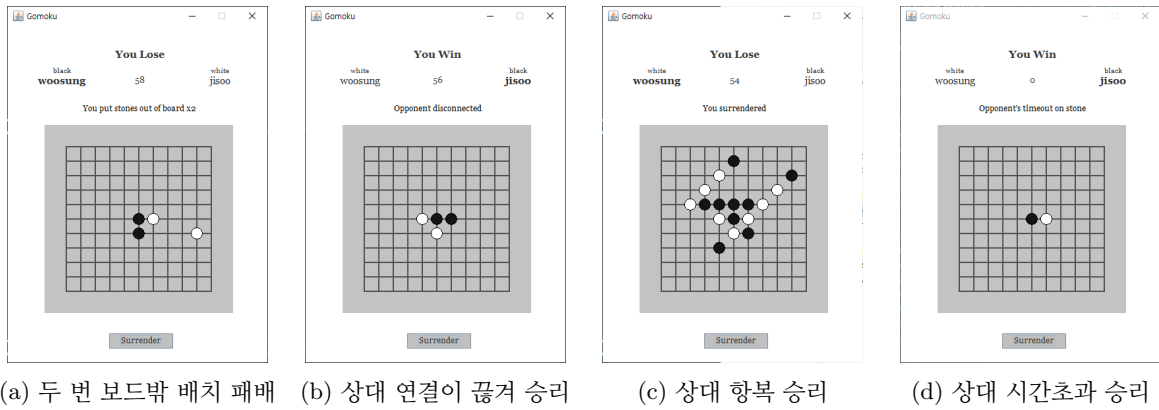 Gomoku
You Lose
black
white
woosung
58
jisoo
You put stones out of board x2
Surrender
(a) 두 번 보드밖 배치 패배
Gomoku
You Win
white
black
woosung
56
jisoo
Opponent disconnected
Surrender
(b) 상대 연결이 끊겨 승리
Gomoku
You Lose
white
black
woosung
54
jisoo
You surrendered
Surrender
(c) 상대 항복 승리
Gomoku
You Win
white
black
woosung
0
jisoo
Opponent's timeout on stone
Surrender
(d) 상대 시간초과 승리